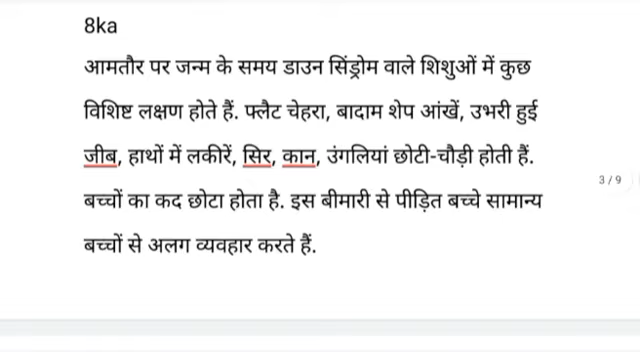 8ka
आमतौर पर जन्म के समय डाउन सिंड्रोम वाले शिशुओं में कुछ
विशिष्ट लक्षण होते हैं. फ्लैट चेहरा, बादाम शेप आंखें, उभरी हुई
जीब, हाथों में लकीरें, सिर, कान, उंगलियां छोटी-चौड़ी होती हैं.
3 / 9
बच्चों का कद छोटा होता है. इस बीमारी से पीड़ित बच्चे सामान्य
बच्चों से अलग व्यवहार करते हैं.